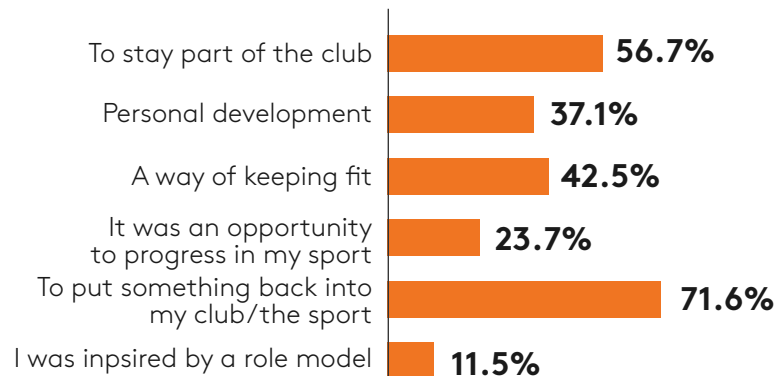 To stay part of the club 56.7%
Personal development 37.1%
A way of keeping fit 42.5%
It was an opportunity
to progress in my sport 23.7%
To put something back into
my club/the sport 71.6%
I was inpsired by a role model 11.5%